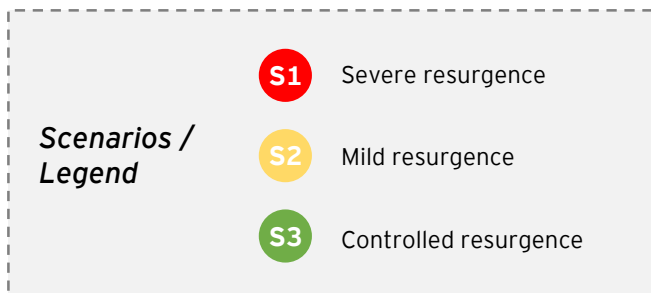 Scenarios /
Legend
S1 Severe resurgence
S2 Mild resurgence
S3 Controlled resurgence